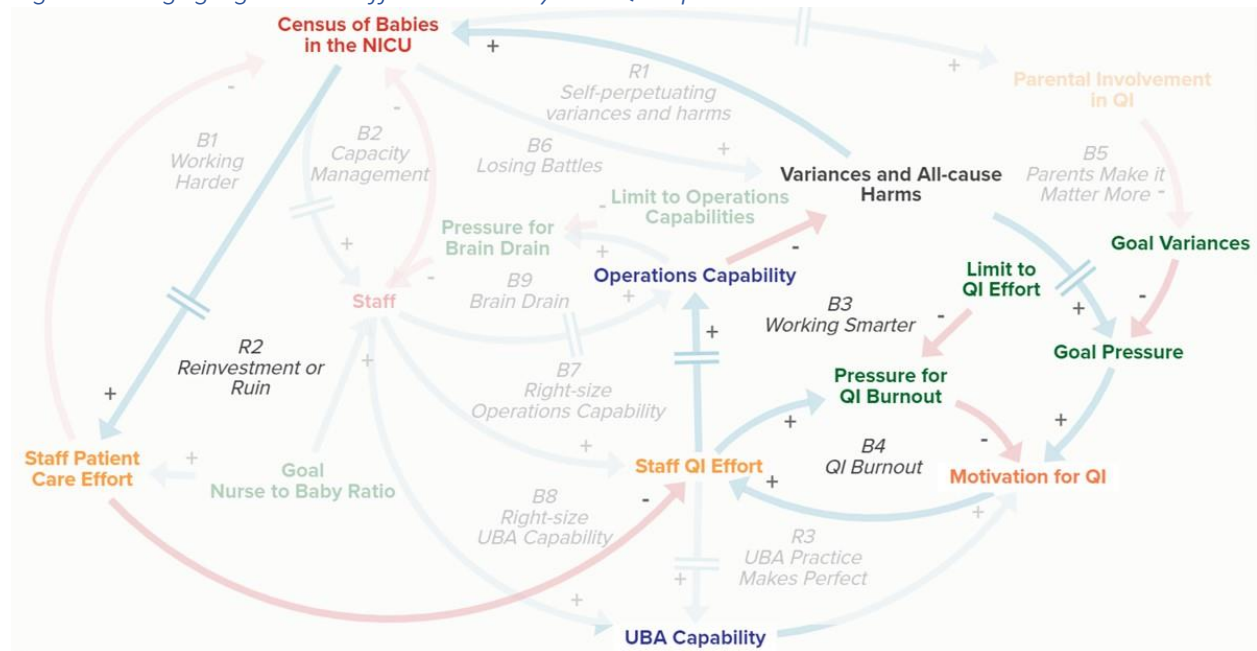 Census of Babies
in the NICU
+
-
+
R1
Self-perpetuating
variances and harms
Parental Involvement
in QI
B1
Working
Harder
B2
Capacity
Management
-
B6
Losing Battles
+
Variances and All-cause
Harms
B5
Parents Make it
Matter More -
Limit to Operations
Capabilities
-
Pressure for
Brain Drain
+
+
-
Goal Variances
Operations Capability
-
Limit to
QI Effort
Staff
B9
Brain Drain
+
B3
Working Smarter
-
+
-
R2
Reinvestment or
Ruin
+
+
Goal Pressure
B7
Right-size
Operations Capability
Pressure for
QI Burnout
+
+
+
+
B4
QI Burnout
-
Staff Patient
Care Effort
+
Goal
Nurse to Baby Ratio
Staff QI Effort
+
Motivation for QI
B8
Right-size
UBA Capability
-
+
R3
UBA Practice
Makes Perfect
+
+
UBA Capability